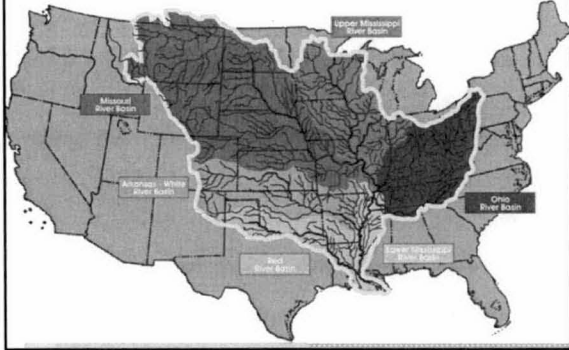 Upper Mississippi
River Basin
Missouri
River Basin
Arkansas - White
River Basin
Ohio
River Basin
Red
River Basin
Lower Mississippi
River Basin